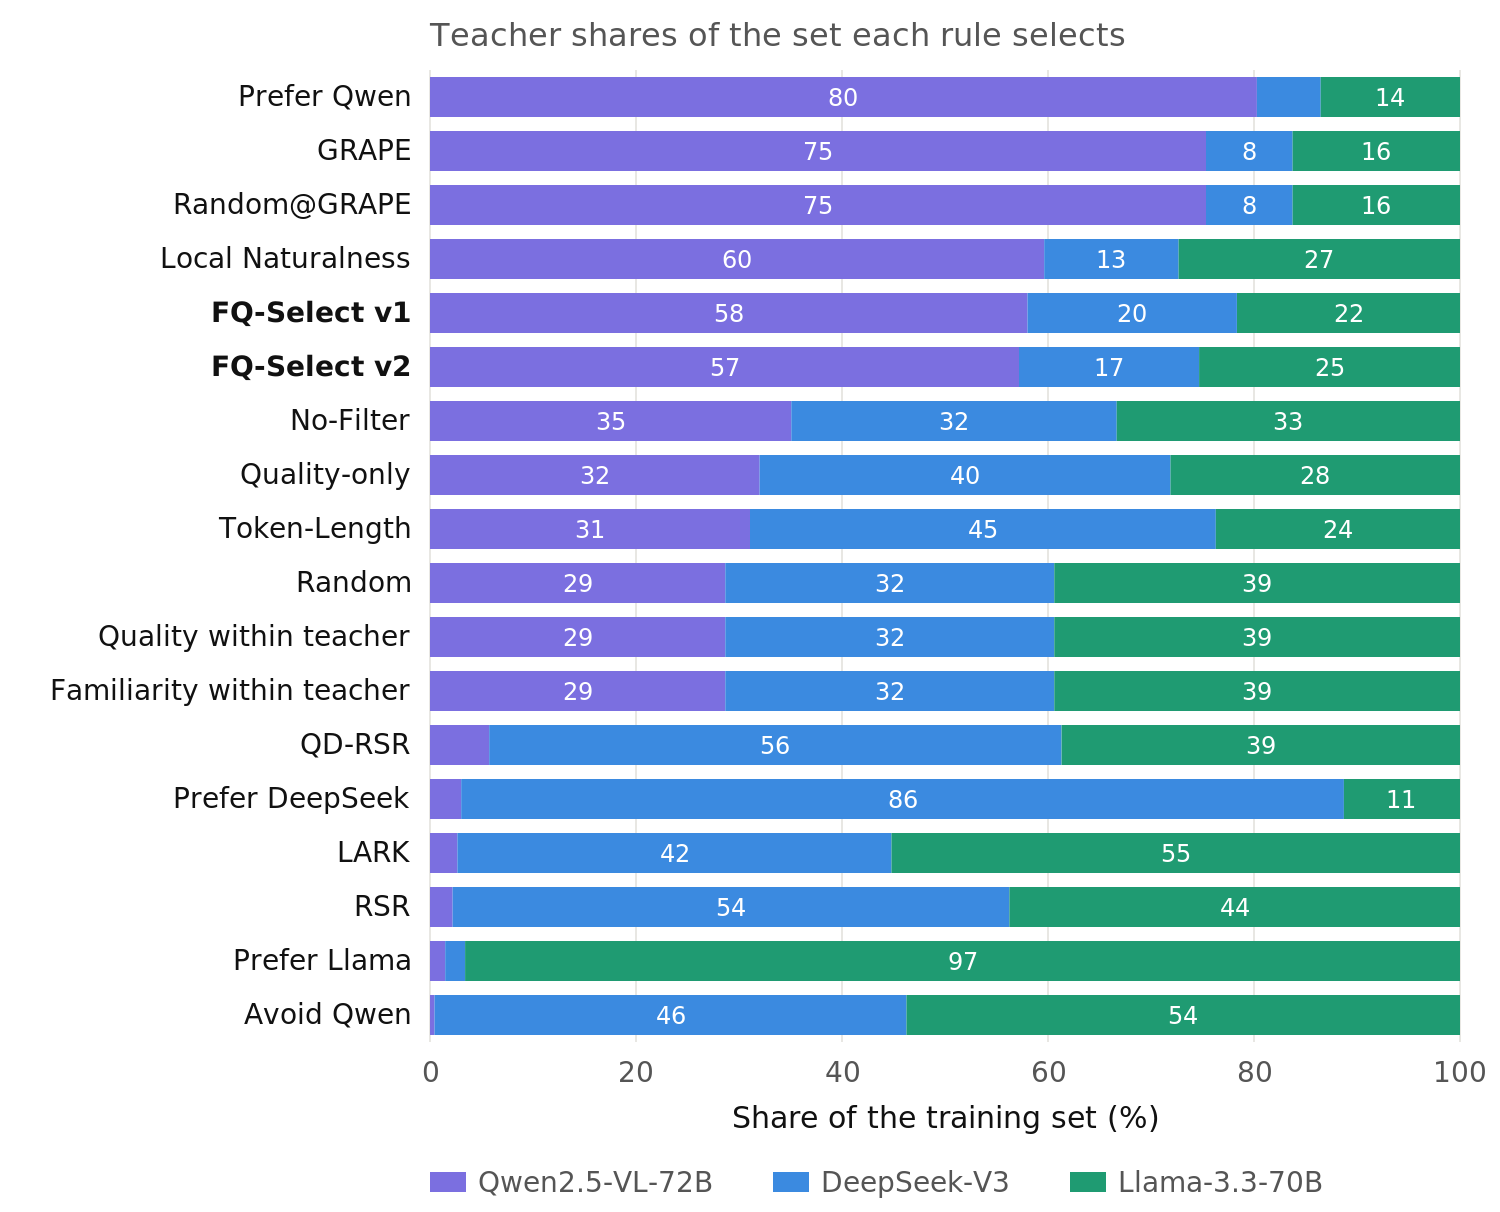 Teacher shares of the set each rule selects
Prefer Qwen 80 14
GRAPE 75 8 16
Random@GRAPE 75 8 16
Local Naturalness 60 13 27
FQ-Select v1 58 20 22
FQ-Select v2 57 17 25
No-Filter 35 32 33
Quality-only 32 40 28
Token-Length 31 45 24
Random 29 32 39
Quality within teacher 29 32 39
Familiarity within teacher 29 32 39
QD-RSR 56 39
Prefer DeepSeek 86 11
LARK 42 55
RSR 54 44
Prefer Llama 97
Avoid Qwen 46 54
0 20 40 60 80 100
Share of the training set (%)
Qwen2.5-VL-72B DeepSeek-V3 Llama-3.3-70B